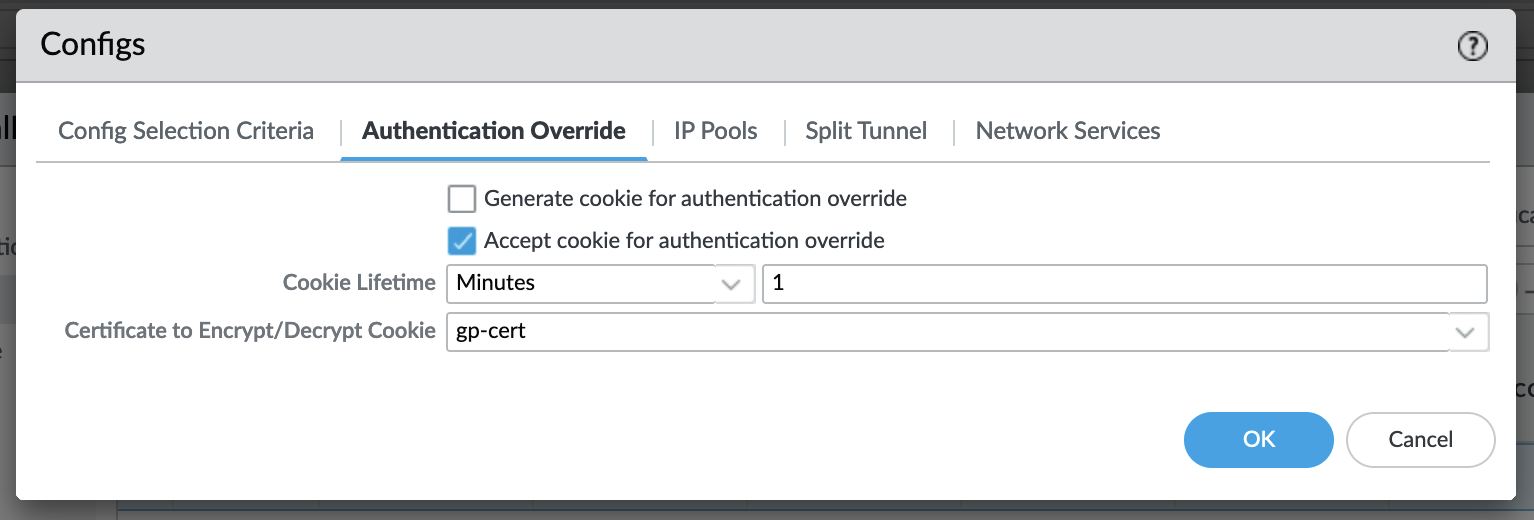 Configs
Config Selection Criteria
Authentication Override
IP Pools
Split Tunnel
Network Services
Generate cookie for authentication override
Accept cookie for authentication override
Cookie Lifetime Minutes 1
Certificate to Encrypt/Decrypt Cookie gp-cert
OK Cancel